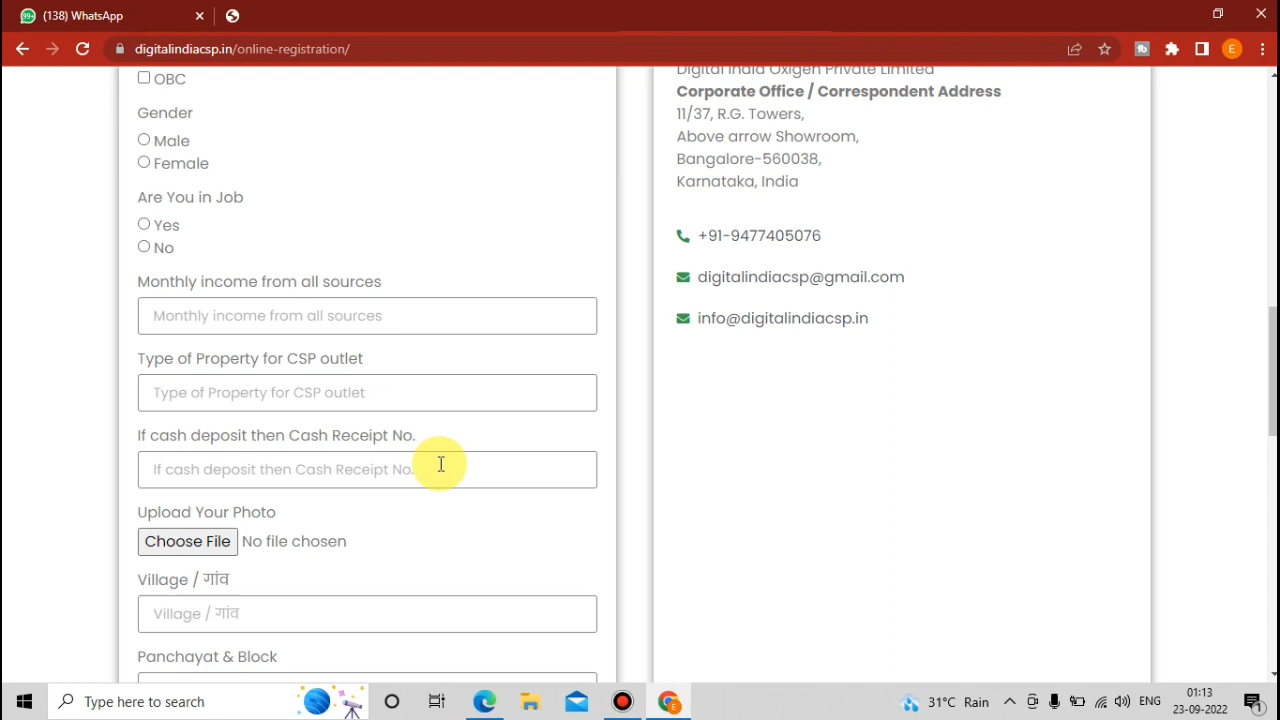 99+ (138) WhatsApp
digitalindiacsp.in/online-registration/
E
OBC
Gender
Male
Female
Are You in Job
Yes
No
Monthly income from all sources
Monthly income from all sources
Type of Property for CSP outlet
Type of Property for CSP outlet
If cash deposit then Cash Receipt No.
If cash deposit then Cash Receipt No.
Upload Your Photo
Choose File No file chosen
Village / गांव
Village / गांव
Panchayat & Block
Digital India Oxigen Private Limited
Corporate Office / Correspondent Address
11/37, R.G. Towers,
Above arrow Showroom,
Bangalore-560038,
Karnataka, India
+91-9477405076
digitalindiacsp@gmail.com
info@digitalindiacsp.in
Type here to search
31°C Rain
ENG
01:13
23-09-2022
1